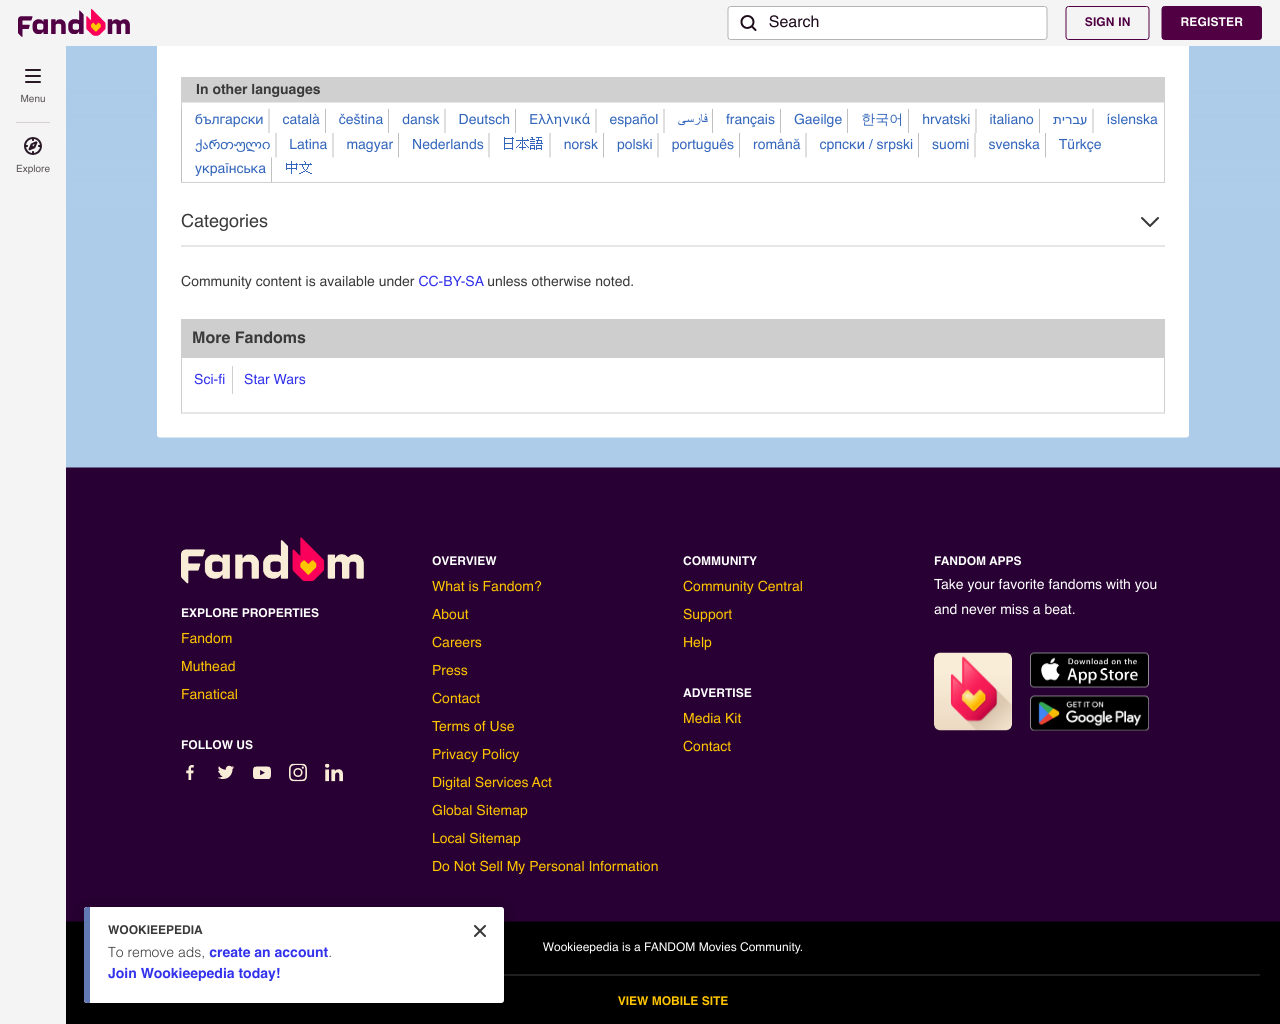 Fandom
Search
SIGN IN
REGISTER
Menu
Explore
In other languages
български català čeština dansk Deutsch Ελληνικά español فارسی français Gaeilge 한국어 hrvatski italiano עברית íslenska
ქართული Latina magyar Nederlands 日本語 norsk polski português română српски / srpski suomi svenska Türkçe
українська 中文
Categories
Community content is available under CC-BY-SA unless otherwise noted.
More Fandoms
Sci-fi Star Wars
Fandom
EXPLORE PROPERTIES
Fandom
Muthead
Fanatical
FOLLOW US
OVERVIEW
What is Fandom?
About
Careers
Press
Contact
Terms of Use
Privacy Policy
Digital Services Act
Global Sitemap
Local Sitemap
Do Not Sell My Personal Information
COMMUNITY
Community Central
Support
Help
ADVERTISE
Media Kit
Contact
FANDOM APPS
Take your favorite fandoms with you
and never miss a beat.
Download on the
App Store
GET IT ON
Google Play
WOOKIEEPEDIA
To remove ads, create an account.
Join Wookieepedia today!
Wookieepedia is a FANDOM Movies Community.
VIEW MOBILE SITE